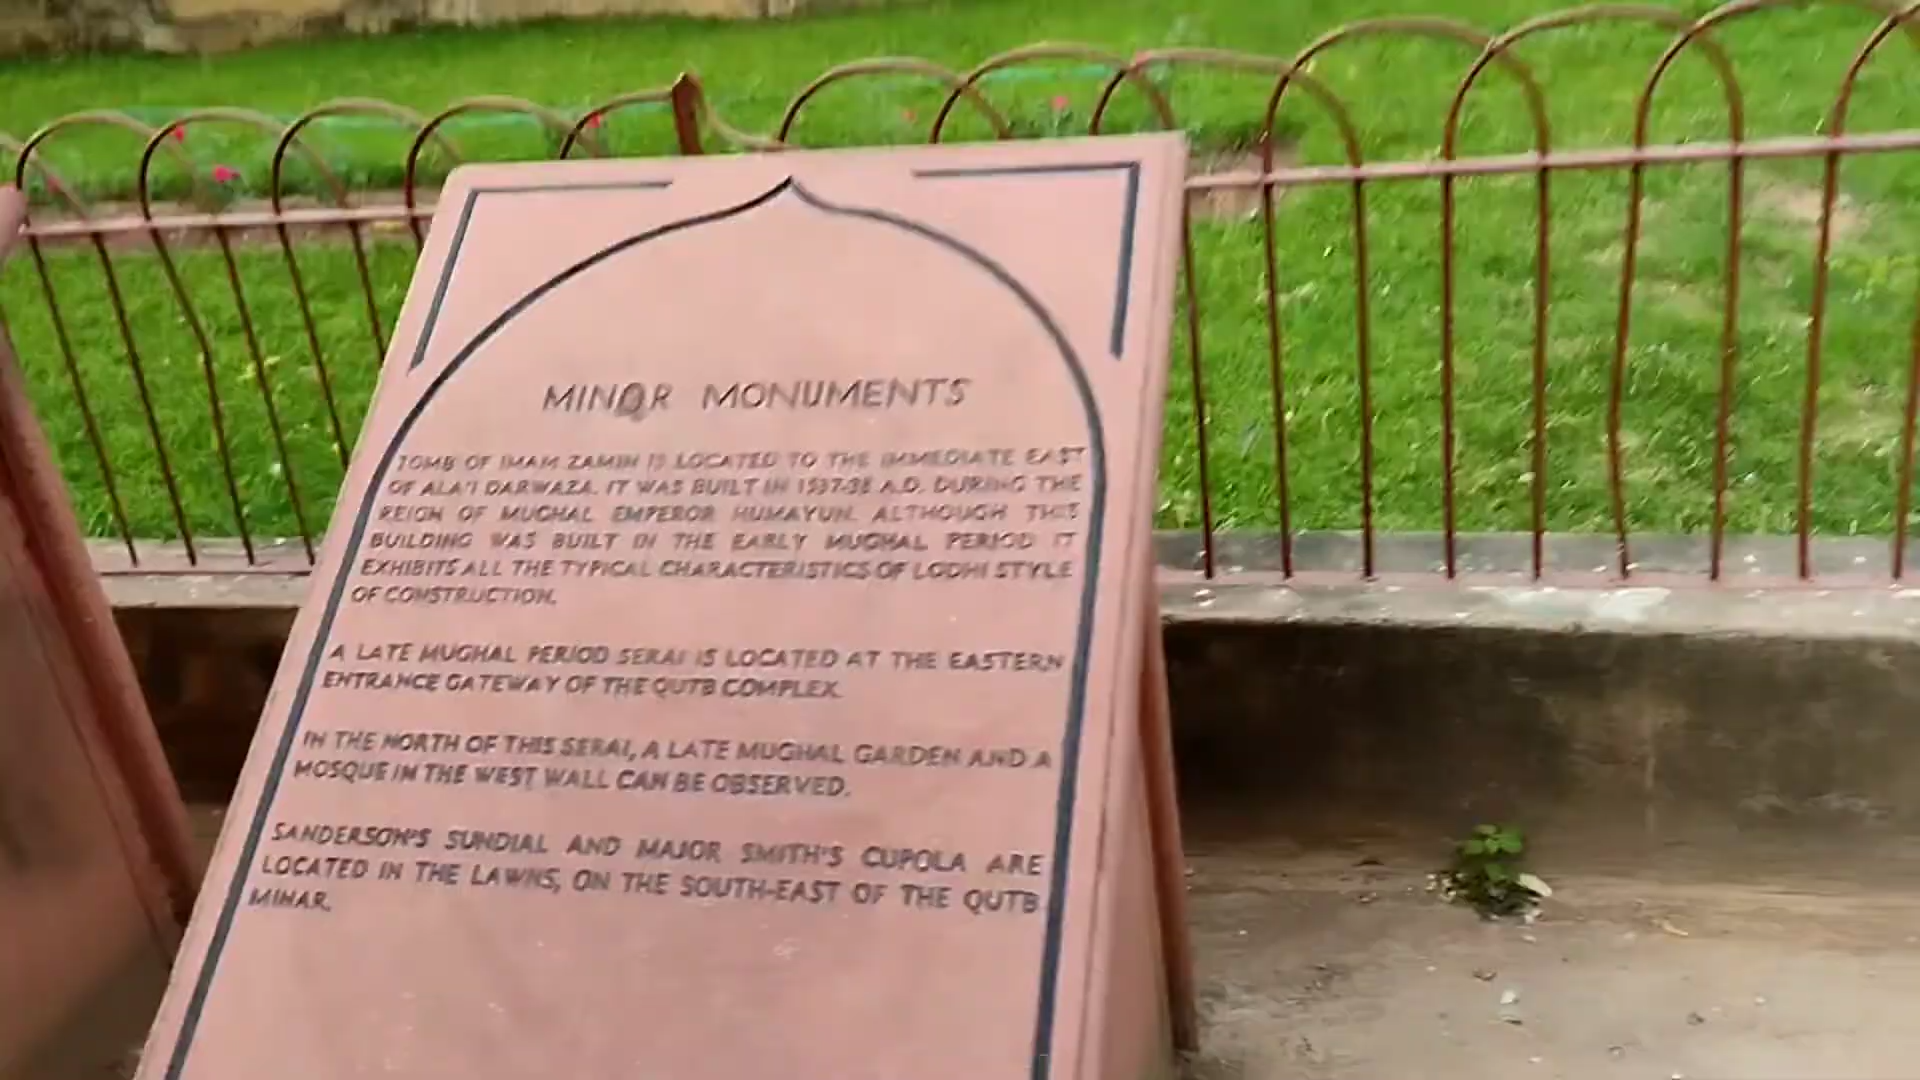 MINOR MONUMENTS
TOMB OF IMAM ZAMIN IS LOCATED TO THE IMMEDIATE EAST
OF ALA'I DARWAZA. IT WAS BUILT IN 1537-38 A.D. DURING THE
REIGN OF MUGHAL EMPEROR HUMAYUN. ALTHOUGH THIS
BUILDING WAS BUILT IN THE EARLY MUGHAL PERIOD IT
EXHIBITS ALL THE TYPICAL CHARACTERISTICS OF LODHI STYLE
OF CONSTRUCTION.
A LATE MUGHAL PERIOD SERAI IS LOCATED AT THE EASTERN
ENTRANCE GATEWAY OF THE QUTB COMPLEX.
IN THE NORTH OF THIS SERAI, A LATE MUGHAL GARDEN AND A
MOSQUE IN THE WEST WALL CAN BE OBSERVED.
SANDERSON'S SUNDIAL AND MAJOR SMITH'S CUPOLA ARE
LOCATED IN THE LAWNS, ON THE SOUTH-EAST OF THE QUTB
MINAR.